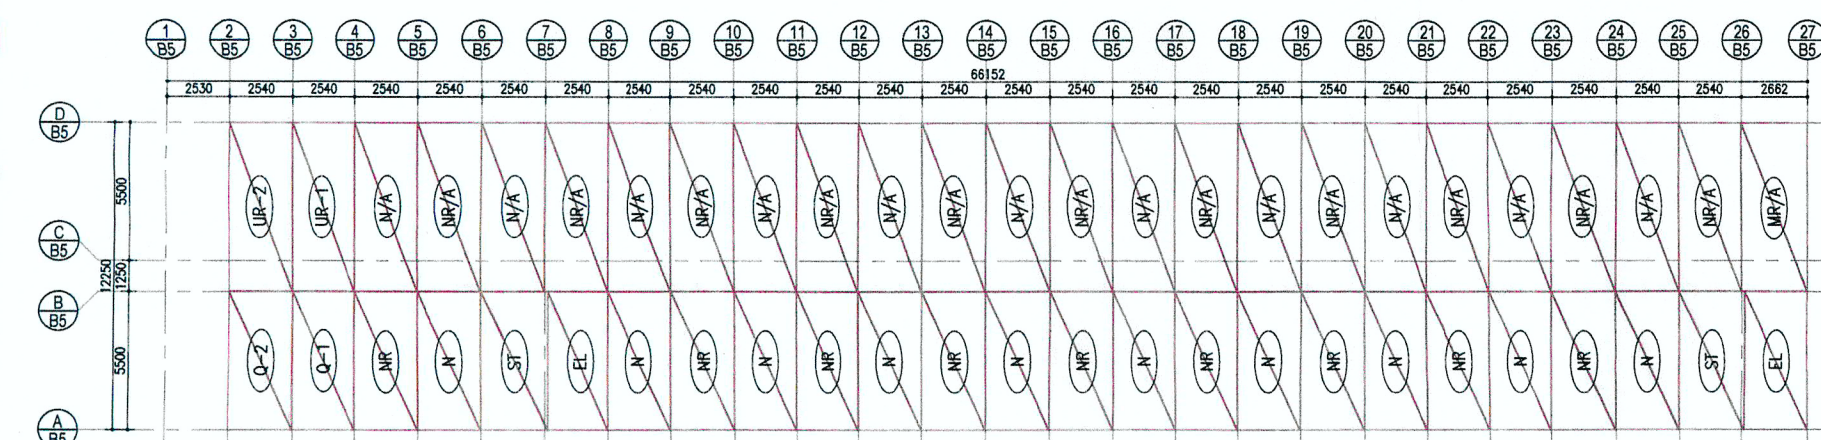 1 2 3 4 5 6 7 8 9 10 11 12 13 14 15 16 17 18 19 20 21 22 23 24 25 26 27
B5 B5 B5 B5 B5 B5 B5 B5 B5 B5 B5 B5 B5 B5 B5 B5 B5 B5 B5 B5 B5 B5 B5 B5 B5 B5 B5
66152
2530 2540 2540 2540 2540 2540 2540 2540 2540 2540 2540 2540 2540 2540 2540 2540 2540 2540 2540 2540 2540 2540 2540 2540 2540 2662
D
B5
5500
UR-2 UR-1 N/A NR/A N/A NR/A N/A NR/A N/A NR/A N/A NR/A N/A NR/A N/A NR/A N/A NR/A N/A NR/A N/A NR/A N/A NR/A MR/A
C
B5
12250
1250
B
B5
5500
Q-2 Q-1 NR N ST EL N NR N NR N NR N NR N NR N NR N NR N NR N ST EL
A
B5